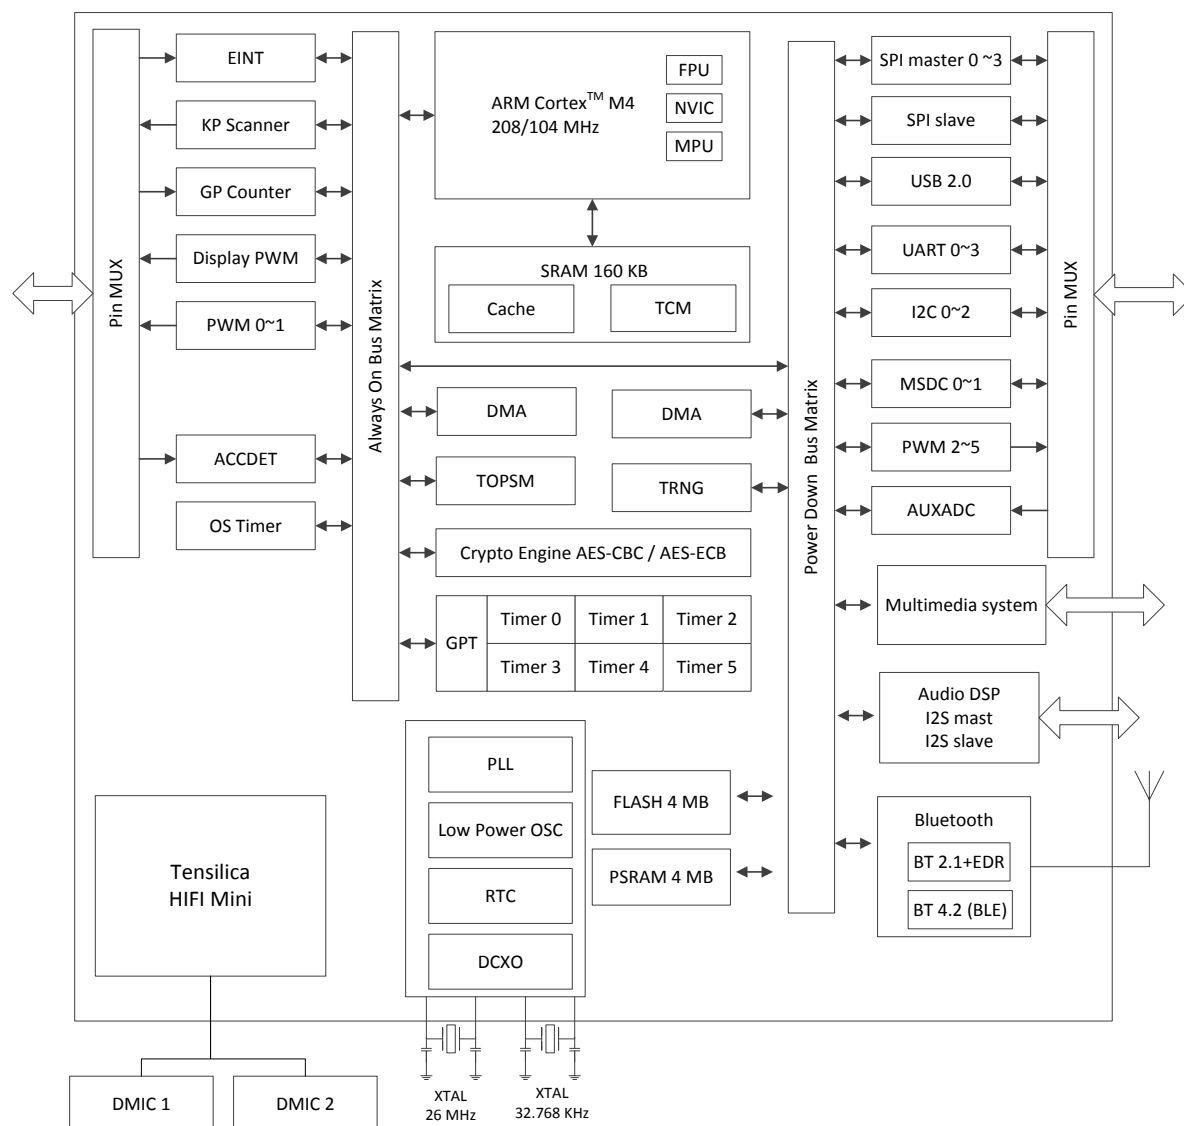 Pin MUX
EINT
KP Scanner
GP Counter
Display PWM
PWM 0~1
ACCDET
OS Timer
Always On Bus Matrix
ARM Cortex™ M4
208/104 MHz
FPU
NVIC
MPU
SRAM 160 KB
Cache
TCM
DMA
DMA
TOPSM
TRNG
Crypto Engine AES-CBC / AES-ECB
GPT
Timer 0
Timer 1
Timer 2
Timer 3
Timer 4
Timer 5
Power Down Bus Matrix
SPI master 0 ~3
SPI slave
USB 2.0
UART 0~3
I2C 0~2
MSDC 0~1
PWM 2~5
AUXADC
Pin MUX
Multimedia system
Audio DSP
I2S mast
I2S slave
PLL
Low Power OSC
RTC
DCXO
FLASH 4 MB
PSRAM 4 MB
Bluetooth
BT 2.1+EDR
BT 4.2 (BLE)
Tensilica
HIFI Mini
DMIC 1
DMIC 2
XTAL
26 MHz
XTAL
32.768 KHz